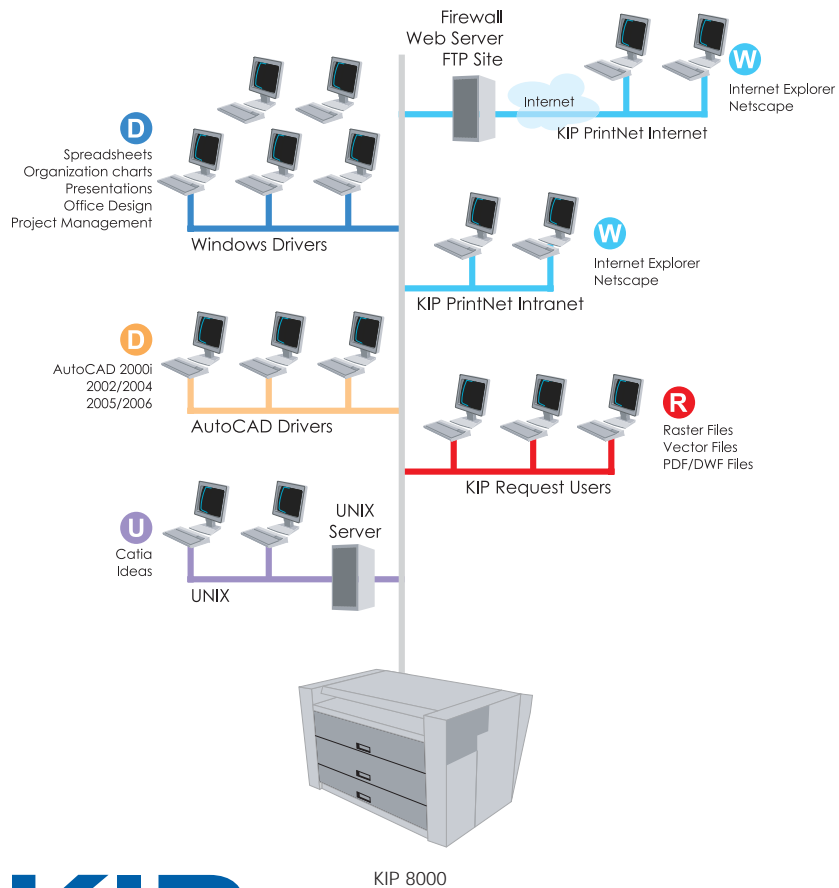 Firewall
Web Server
FTP Site
Internet
W
Internet Explorer
Netscape
KIP PrintNet Internet
D
Spreadsheets
Organization charts
Presentations
Office Design
Project Management
Windows Drivers
W
Internet Explorer
Netscape
KIP PrintNet Intranet
D
AutoCAD 2000i
2002/2004
2005/2006
AutoCAD Drivers
R
Raster Files
Vector Files
PDF/DWF Files
KIP Request Users
U
Catia
Ideas
UNIX
Server
UNIX
KIP 8000
KIP